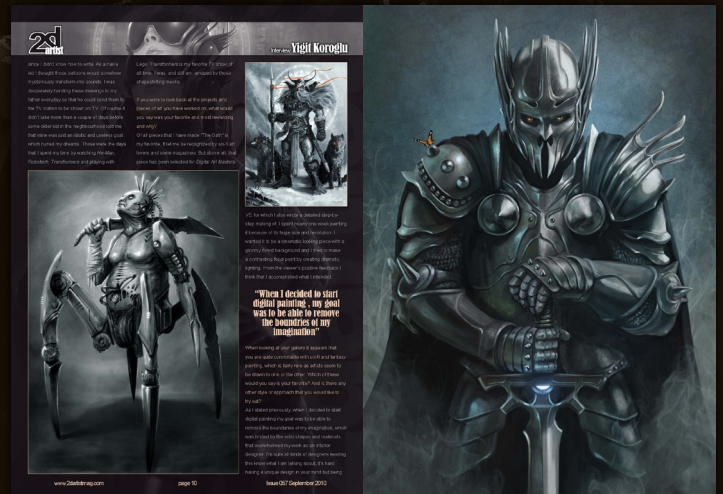 2d
artist
Interview Yigit Koroglu
since I didn't know how to write. As a naive
kid I thought those balloons would somehow
mysteriously transform into sounds. I was
desperately handing these drawings to my
father everyday so that he could send them to
the TV station to be shown on TV. Of course it
didn't take more than a couple of days before
some older kid in the neighbourhood told me
that mine was just an idiotic and useless goal
which ruined my dreams. Those were the days
that I spend my time by watching He-Man,
Robotech, Transformers and playing with
Lego. Transformers is my favorite TV show of
all time, I was, and still am, amazed by those
shape shifting mechs.
If you were to look back at the projects and
pieces of art you have worked on, what would
you say was your favorite and most rewarding
and why?
Of all pieces that I have made "The Oath" is
my favorite. It let me be recognized by sci-fi art
lovers and some magazines. But above all, that
piece has been selected for Digital Art Masters
V5, for which I also wrote a detailed step-by-
step making of. I spent nearly one week painting
it because of its huge size and resolution. I
wanted it to be a cinematic looking piece with a
gloomy forest background and I tried to make
a contrasting focal point by creating dramatic
lighting. From the viewer's positive feedback I
think that I accomplished what I intended.
"When I decided to start
digital painting , my goal
was to be able to remove
the boundries of my
imagination"
When looking at your gallery it appears that
you are quite comfortable with sci-fi and fantasy
painting, which is fairly rare as artists seem to
be drawn to one or the other. Which of these
would you say is your favorite? And is there any
other style or approach that you would like to
try out?
As I stated previously, when I decided to start
digital painting my goal was to be able to
remove the boundaries of my imagination, which
was limited by the solid shapes and materials
that overwhelmed my work as an interior
designer. I'm sure all kinds of designers reading
this know what I am talking about, it's hard
having a unique design in your mind but being
www.2dartistmag.com
page 10
Issue 057 September 2010